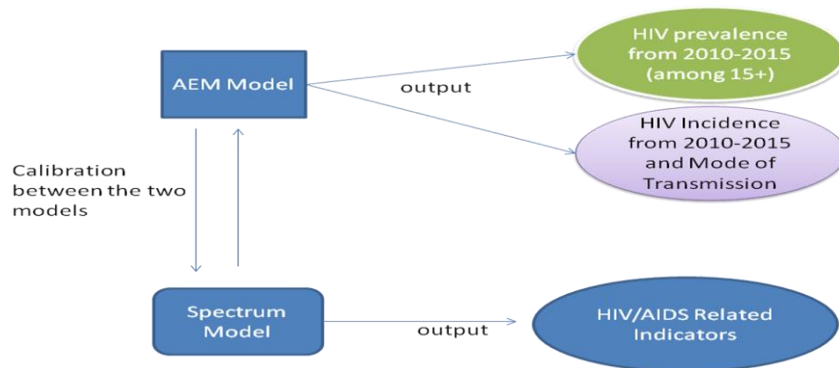 AEM Model
output
HIV prevalence
from 2010-2015
(among 15+)
HIV Incidence
from 2010-2015
and Mode of
Transmission
Calibration
between the two
models
Spectrum
Model
output
HIV/AIDS Related
Indicators